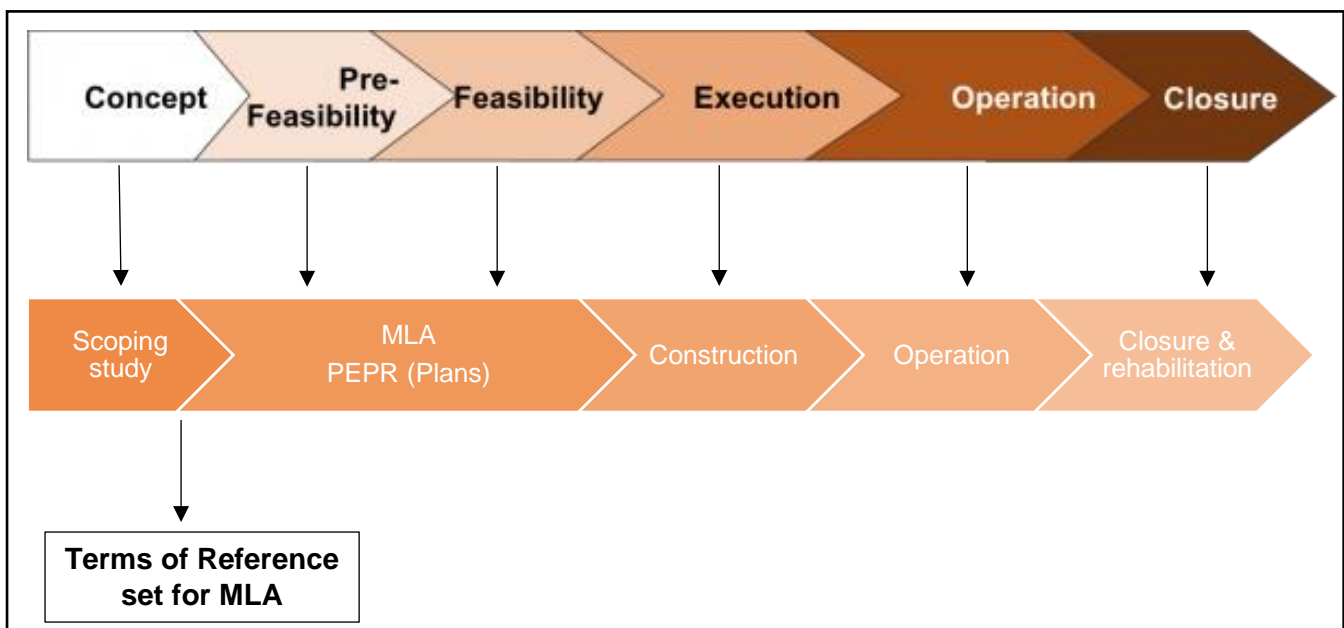 Concept
Pre-
Feasibility
Feasibility
Execution
Operation
Closure
Scoping
study
MLA
PEPR (Plans)
Construction
Operation
Closure &
rehabilitation
Terms of Reference
set for MLA